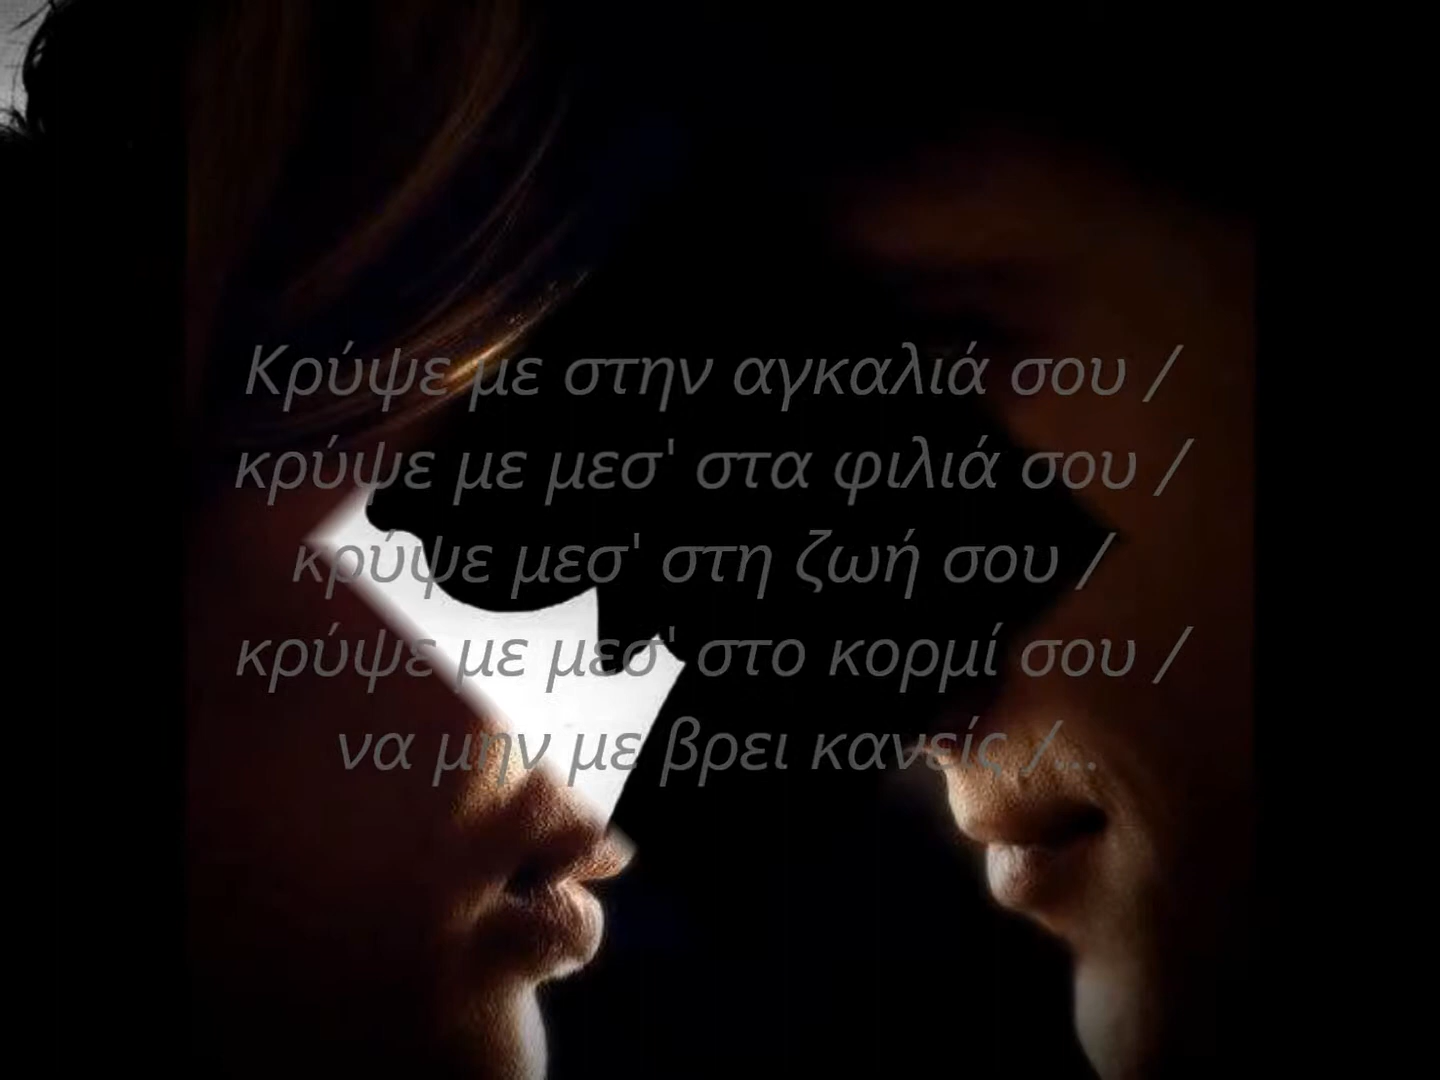 Κρύψε με στην αγκαλιά σου /
κρύψε με μεσ' στα φιλιά σου /
κρύψε μεσ' στη ζωή σου /
κρύψε με μεσ' στο κορμί σου /
να μην με βρει κανείς /...